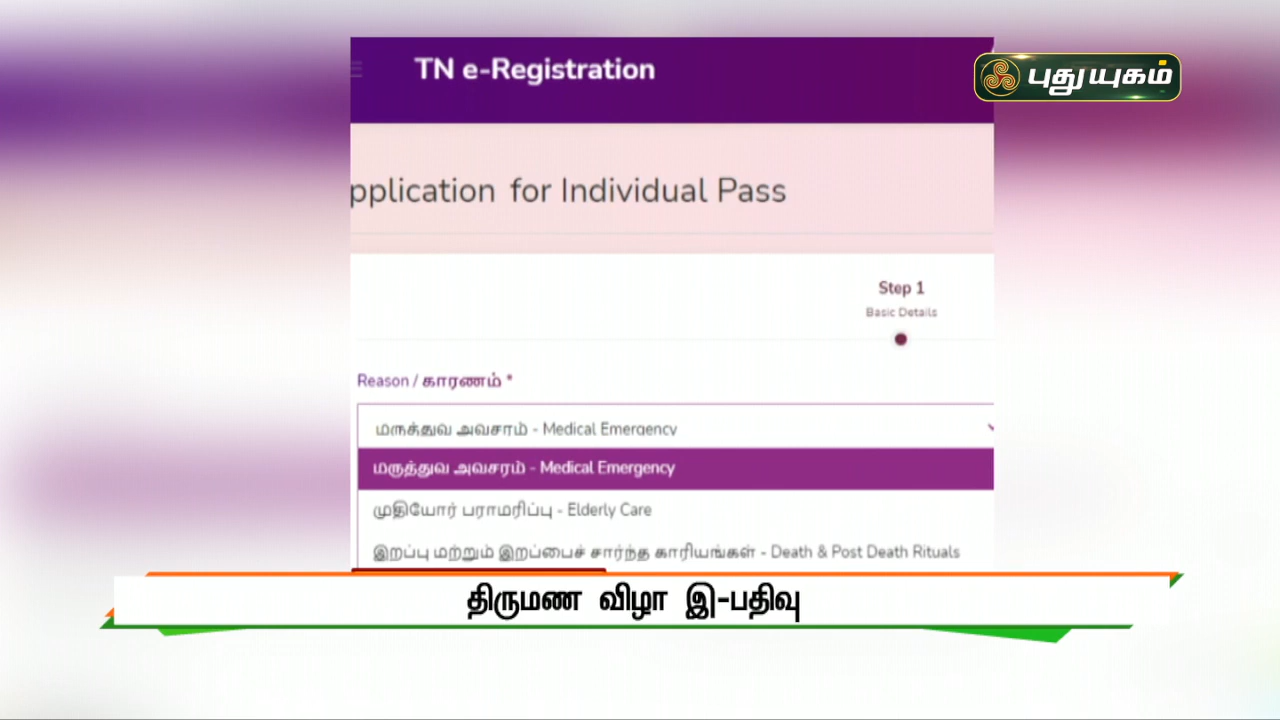 TN e-Registration
புதுயுகம்
pplication for Individual Pass
Step 1
Basic Details
Reason / காரணம் *
மருத்துவ அவசரம் - Medical Emergency
மருத்துவ அவசரம் - Medical Emergency
முதியோர் பராமரிப்பு - Elderly Care
இறப்பு மற்றும் இறப்பைச் சார்ந்த காரியங்கள் - Death & Post Death Rituals
திருமண விழா இ-பதிவு